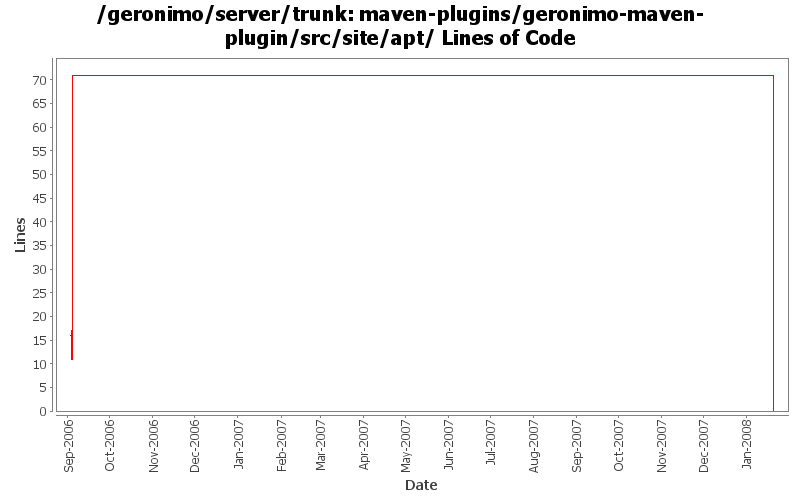 /geronimo/server/trunk: maven-plugins/geronimo-maven-
plugin/src/site/apt/ Lines of Code
Lines
70
65
60
55
50
45
40
35
30
25
20
15
10
5
0
Sep-2006
Oct-2006
Nov-2006
Dec-2006
Jan-2007
Feb-2007
Mar-2007
Apr-2007
May-2007
Jun-2007
Jul-2007
Aug-2007
Sep-2007
Oct-2007
Nov-2007
Dec-2007
Jan-2008
Date